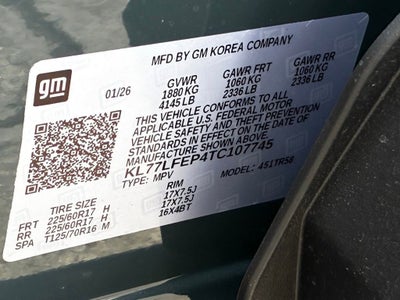 gm
MFD BY GM KOREA COMPANY
01/26
GVWR GAWR FRT GAWR RR
1880 KG 1060 KG 1060 KG
4145 LB 2336 LB 2336 LB
THIS VEHICLE CONFORMS TO ALL
APPLICABLE U.S. FEDERAL MOTOR
VEHICLE SAFETY AND THEFT PREVENTION
STANDARDS IN EFFECT ON THE DATE OF
MANUFACTURE SHOWN ABOVE.
KL77LFEP4TC107745
TYPE: MPV MODEL: 451TR58
TIRE SIZE RIM
FRT 225/60R17 H 17X7.5J
RR 225/60R17 H 17X7.5J
SPA T125/70R16 M 16X4BT